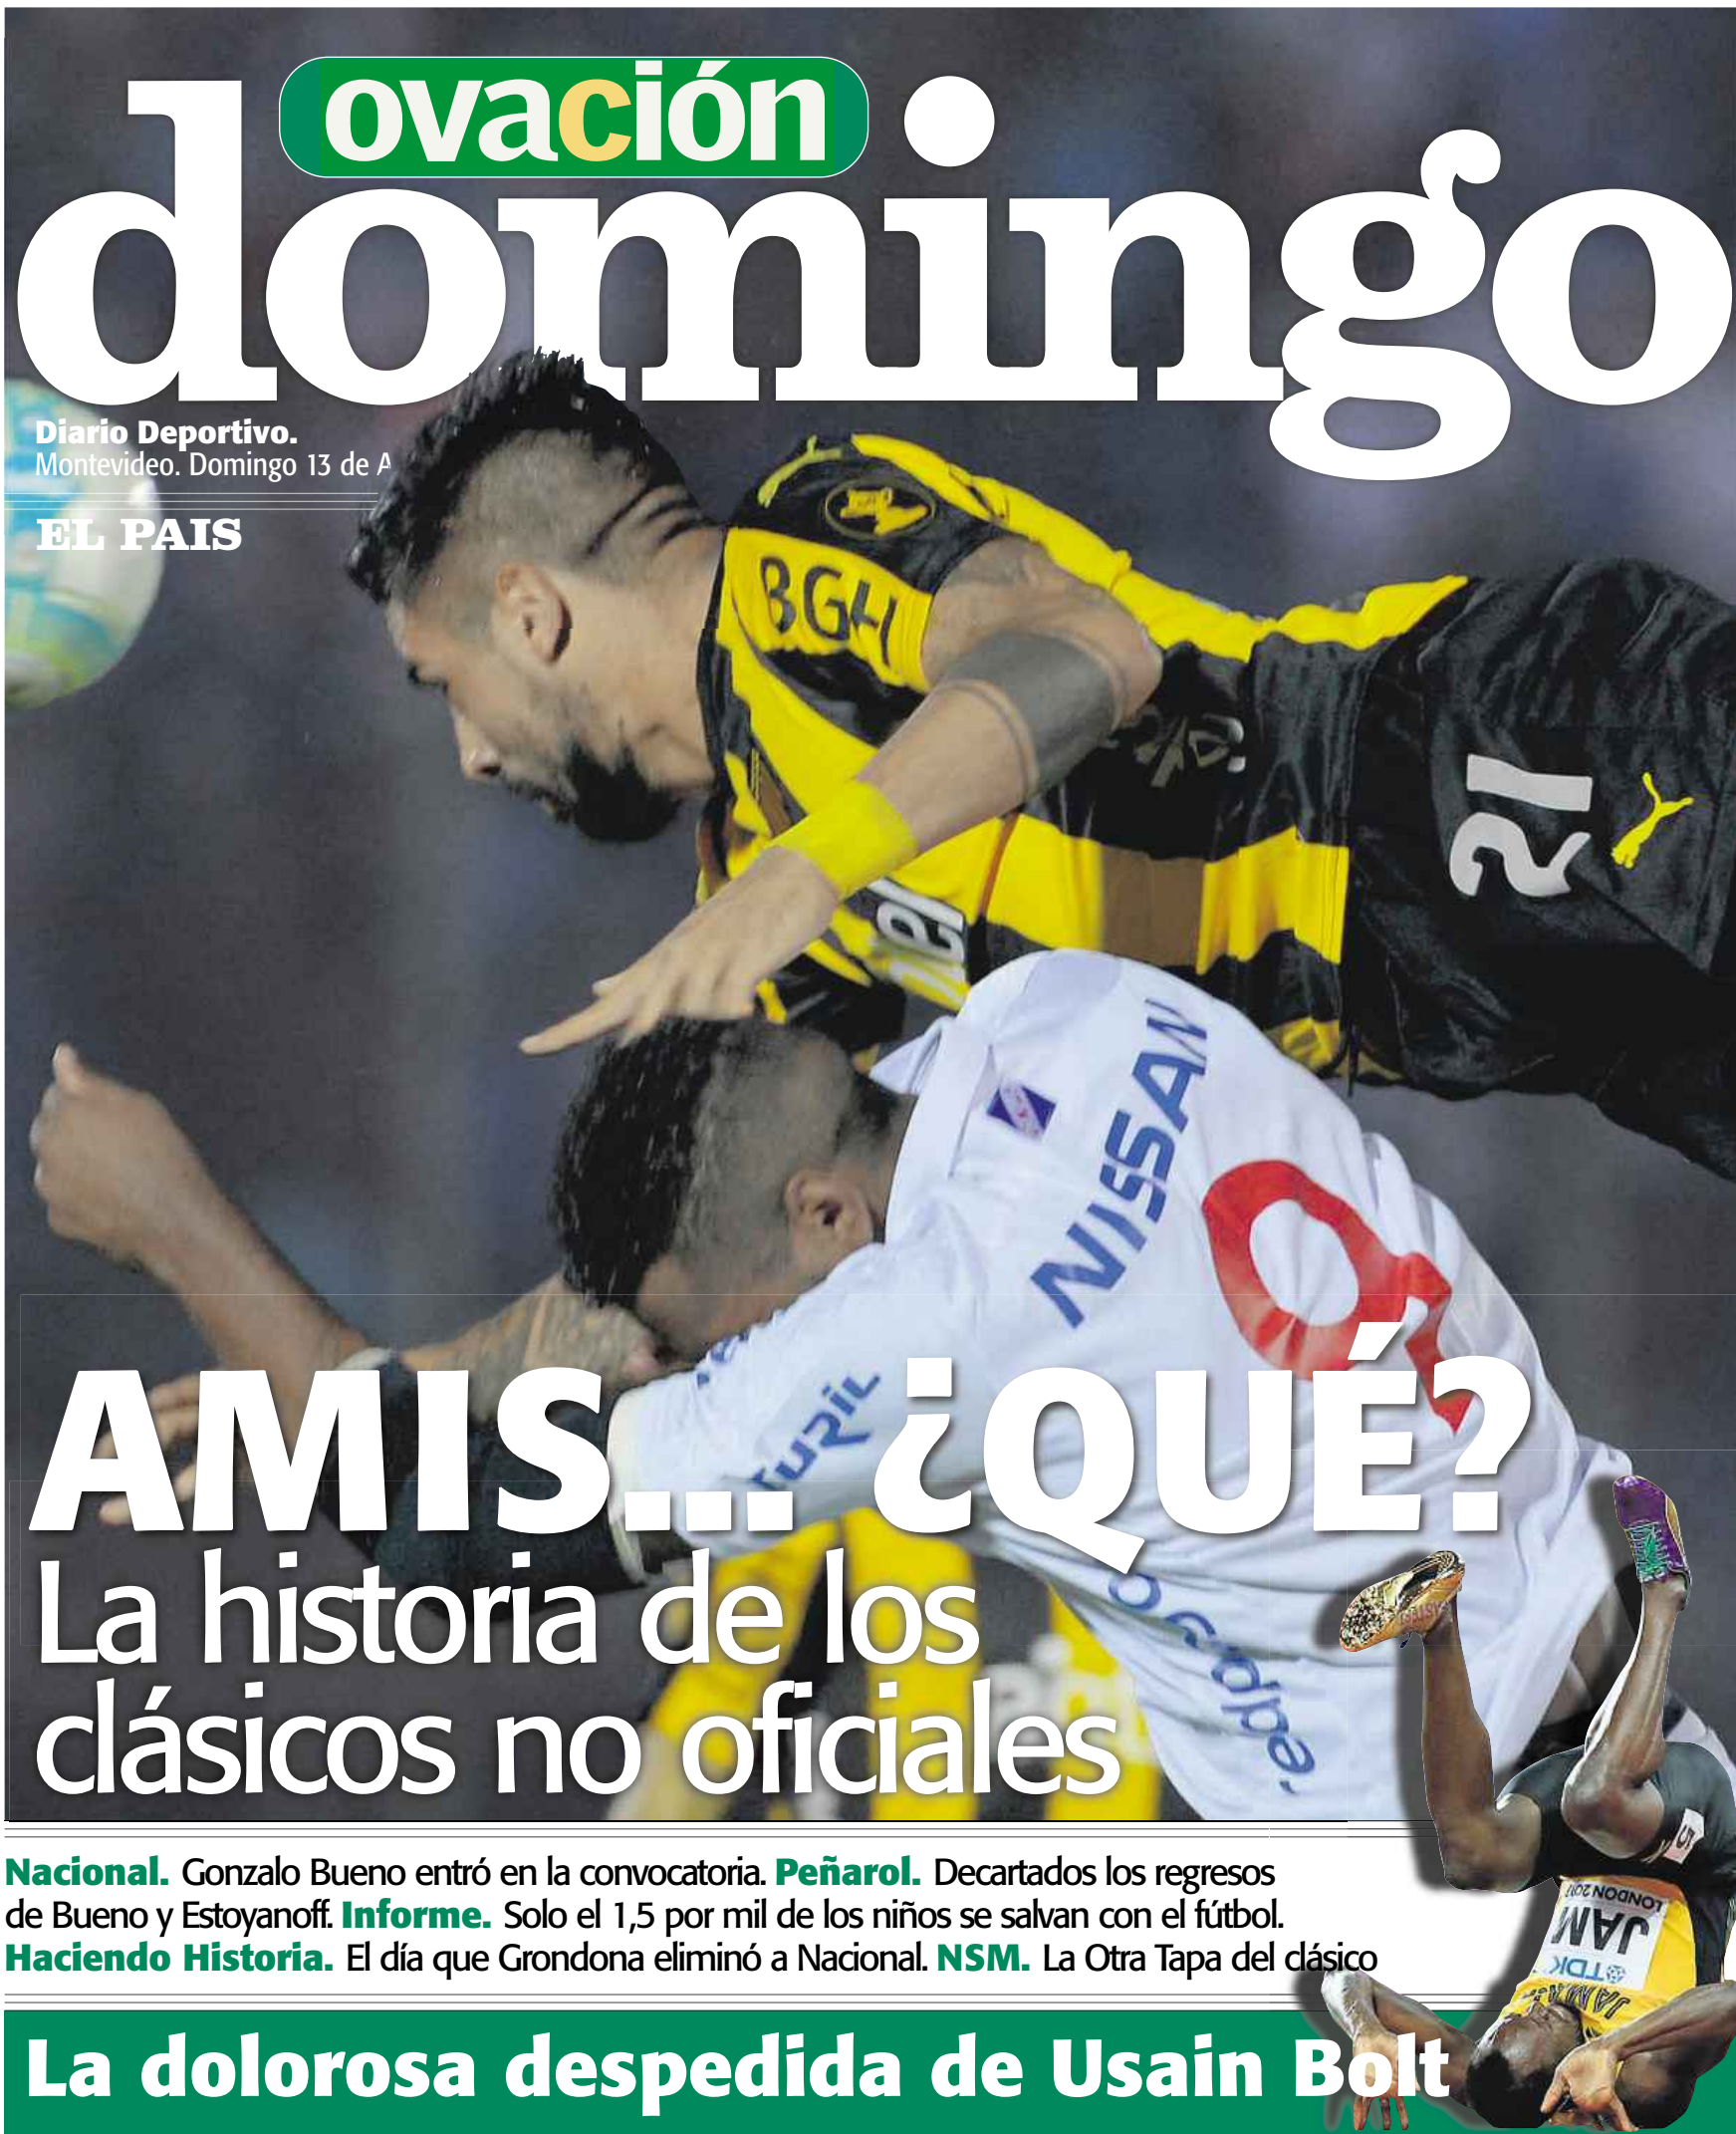 ovación
domingo
Diario Deportivo.
Montevideo. Domingo 13 de A
EL PAIS
BGH
21
NISSAN
9
TURIL
AMIS... ¿QUÉ?
La historia de los
clásicos no oficiales
Nacional. Gonzalo Bueno entró en la convocatoria. Peñarol. Decartados los regresos
de Bueno y Estoyanoff. Informe. Solo el 1,5 por mil de los niños se salvan con el fútbol.
Haciendo Historia. El día que Grondona eliminó a Nacional. NSM. La Otra Tapa del clásico
5
LONDON 2017
JAM
TDK
La dolorosa despedida de Usain Bolt